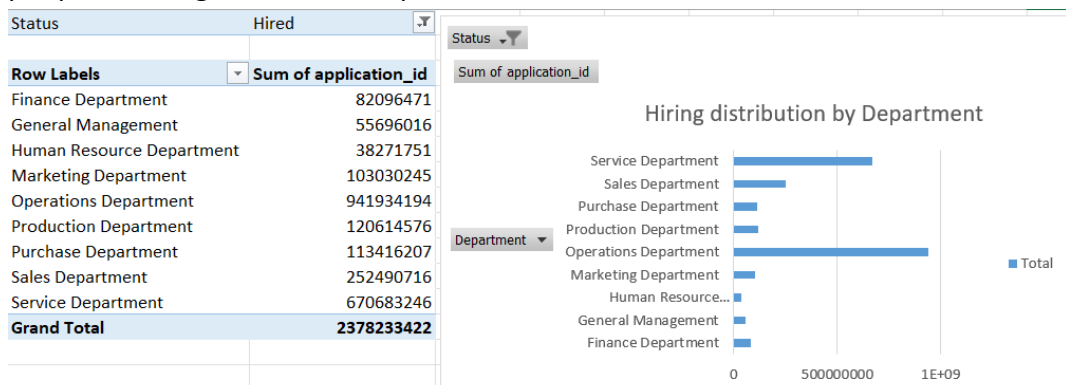 Status Hired
Row Labels Sum of application_id
Finance Department 82096471
General Management 55696016
Human Resource Department 38271751
Marketing Department 103030245
Operations Department 941934194
Production Department 120614576
Purchase Department 113416207
Sales Department 252490716
Service Department 670683246
Grand Total 2378233422
Status
Sum of application_id
Hiring distribution by Department
Service Department
Sales Department
Purchase Department
Production Department
Operations Department
Marketing Department
Human Resource...
General Management
Finance Department
Department
Total
0 500000000 1E+09